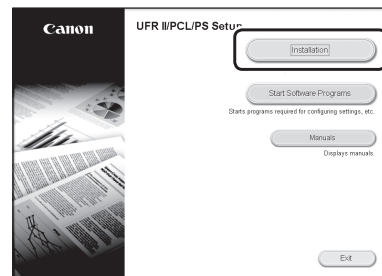 Canon
UFR II/PCL/PS Setup
Installation
Start Software Programs
Starts programs required for configuring settings, etc.
Manuals
Displays manuals.
Exit